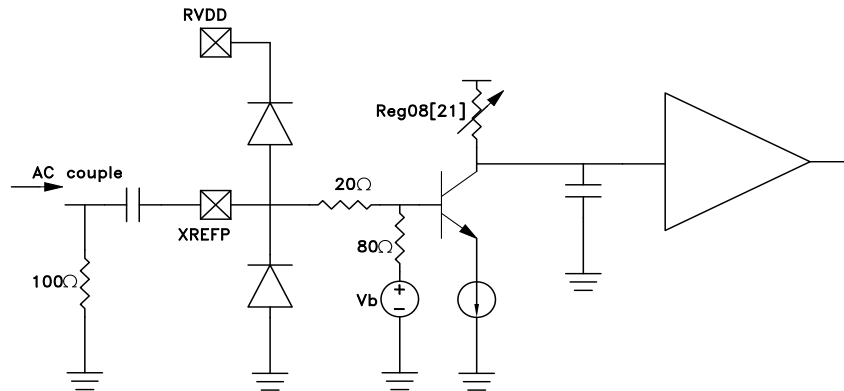 RVDD
Reg08[21]
AC couple
20Ω
XREFP
80Ω
100Ω
Vb
+
−